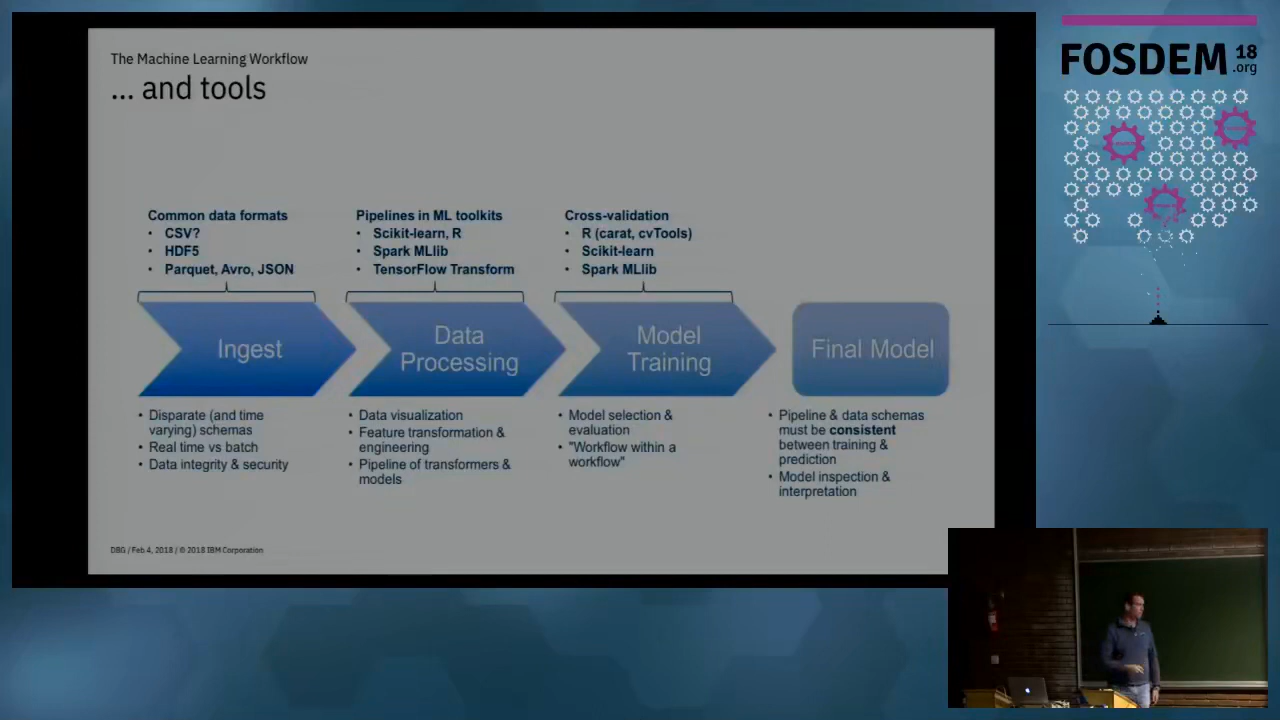 The Machine Learning Workflow
... and tools
Common data formats
• CSV?
• HDF5
• Parquet, Avro, JSON
Pipelines in ML toolkits
• Scikit-learn, R
• Spark MLlib
• TensorFlow Transform
Cross-validation
• R (carat, cvTools)
• Scikit-learn
• Spark MLlib
Ingest
Data
Processing
Model
Training
Final Model
• Disparate (and time
varying) schemas
• Real time vs batch
• Data integrity & security
• Data visualization
• Feature transformation &
engineering
• Pipeline of transformers &
models
• Model selection &
evaluation
• "Workflow within a
workflow"
• Pipeline & data schemas
must be consistent
between training &
prediction
• Model inspection &
interpretation
DBG / Feb 4, 2018 / © 2018 IBM Corporation
FOSDEM 18
.org